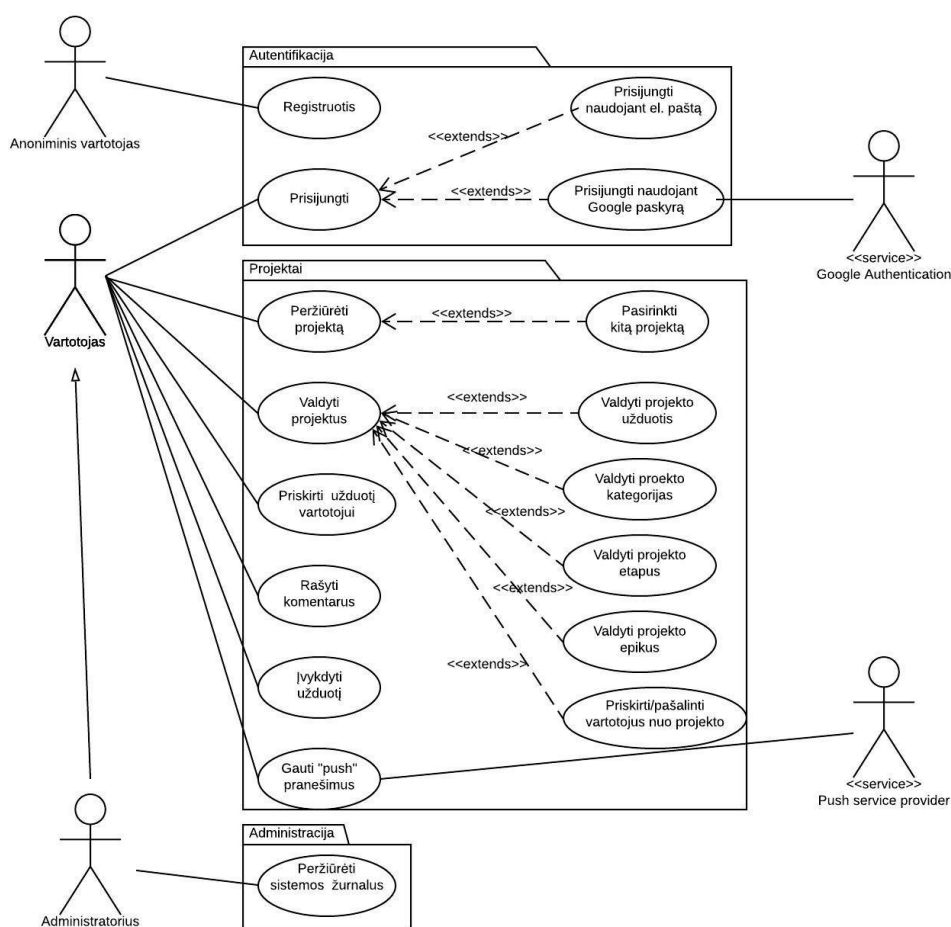 Autentifikacija
Registruotis
Prisijungti
naudojant el. paštą
<<extends>>
Anoniminis vartotojas
Prisijungti
<<extends>>
Prisijungti naudojant
Google paskyrą
<<service>>
Google Authentication
Projektai
Vartotojas
Peržiūrėti
projektą
<<extends>>
Pasirinkti
kitą projektą
Valdyti
projektus
<<extends>>
Valdyti projekto
užduotis
<<extends>>
Valdyti proekto
kategorijas
Priskirti užduotį
vartotojui
<<extends>>
Valdyti projekto
etapus
Rašyti
komentarus
<<extends>>
Valdyti projekto
epikus
Įvykdyti
užduotį
<<extends>>
Priskirti/pašalinti
vartotojus nuo projekto
Gauti "push"
pranešimus
<<service>>
Push service provider
Administracija
Peržiūrėti
sistemos žurnalus
Administratorius